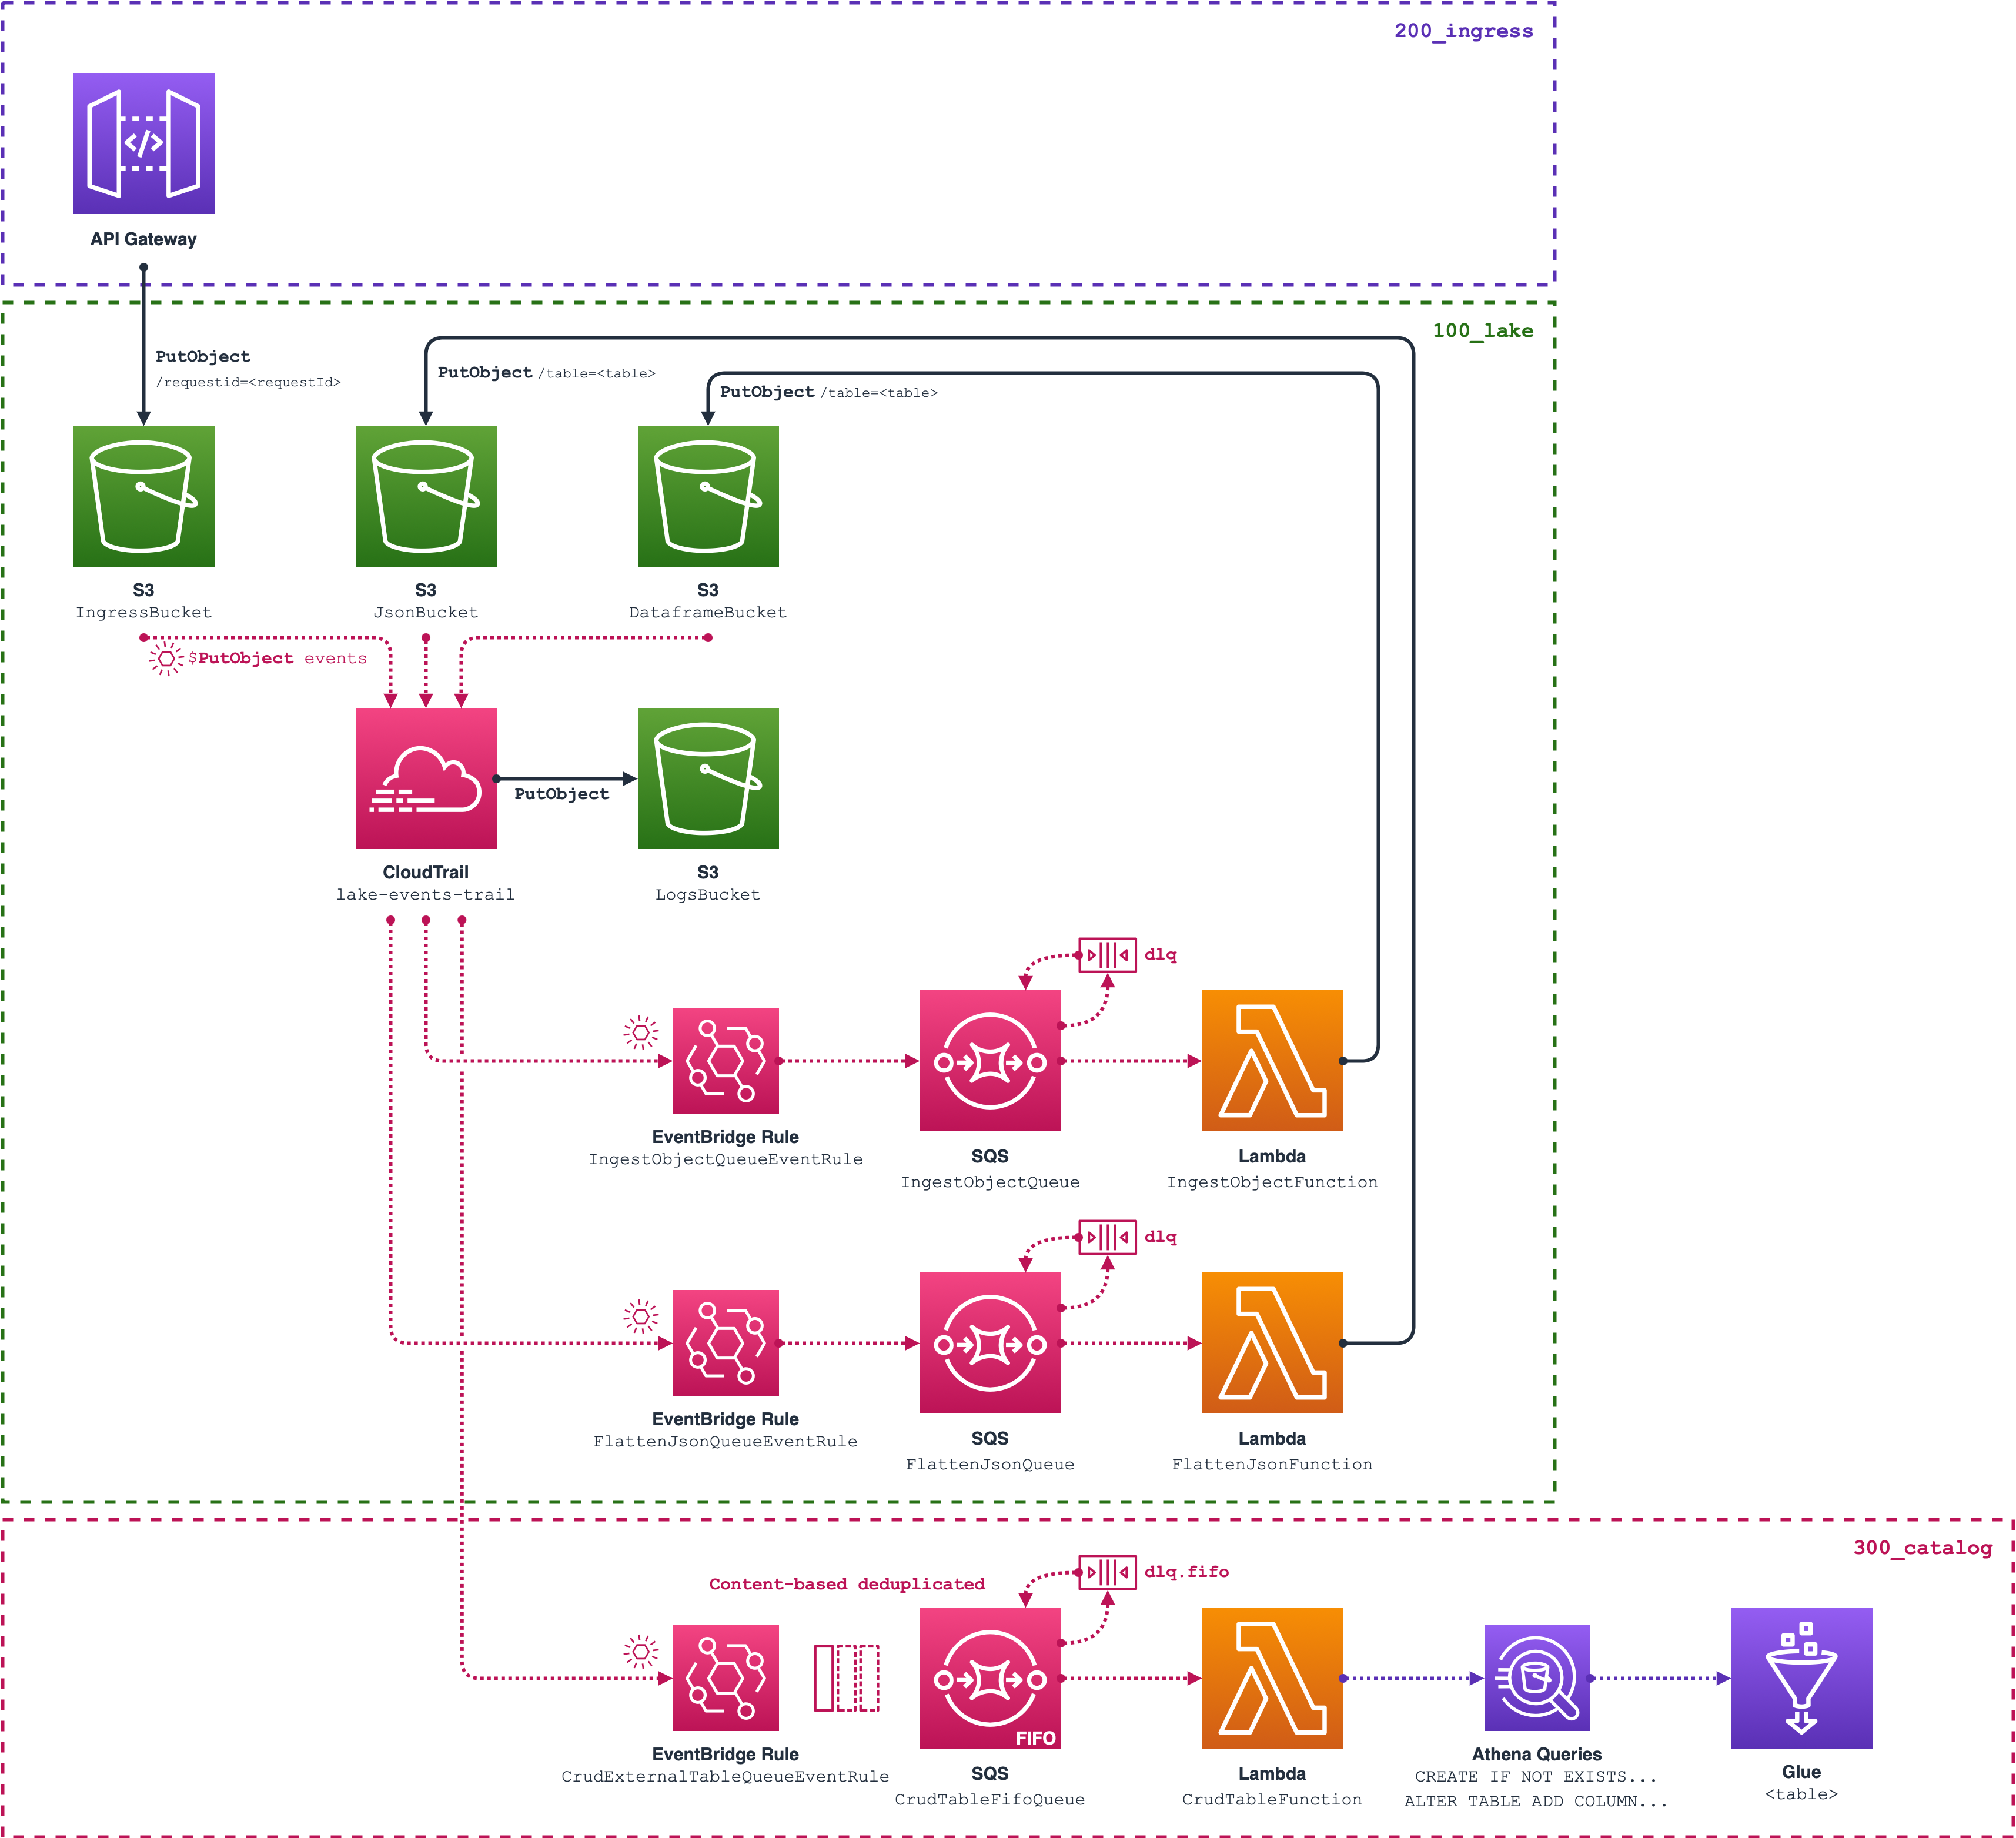 200_ingress
API Gateway
100_lake
PutObject
/requestid=<requestId>
PutObject /table=<table>
PutObject /table=<table>
S3
IngressBucket
S3
JsonBucket
S3
DataframeBucket
$PutObject events
PutObject
CloudTrail
lake-events-trail
S3
LogsBucket
dlq
EventBridge Rule
IngestObjectQueueEventRule
SQS
IngestObjectQueue
Lambda
IngestObjectFunction
dlq
EventBridge Rule
FlattenJsonQueueEventRule
SQS
FlattenJsonQueue
Lambda
FlattenJsonFunction
300_catalog
Content-based deduplicated
dlq.fifo
FIFO
EventBridge Rule
CrudExternalTableQueueEventRule
SQS
CrudTableFifoQueue
Lambda
CrudTableFunction
Athena Queries
CREATE IF NOT EXISTS...
ALTER TABLE ADD COLUMN...
Glue
<table>